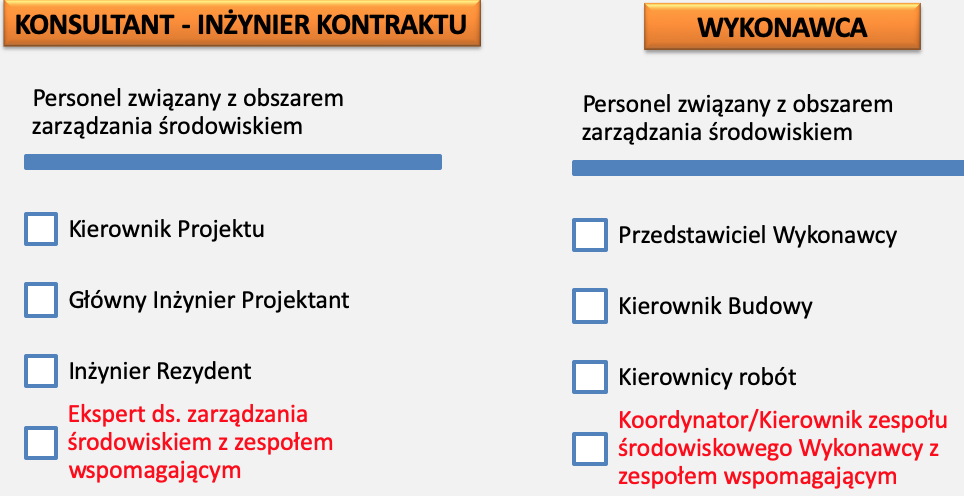 KONSULTANT - INŻYNIER KONTRAKTU
Personel związany z obszarem
zarządzania środowiskiem
Kierownik Projektu
Główny Inżynier Projektant
Inżynier Rezydent
Ekspert ds. zarządzania
środowiskiem z zespołem
wspomagającym
WYKONAWCA
Personel związany z obszarem
zarządzania środowiskiem
Przedstawiciel Wykonawcy
Kierownik Budowy
Kierownicy robót
Koordynator/Kierownik zespołu
środowiskowego Wykonawcy z
zespołem wspomagającym